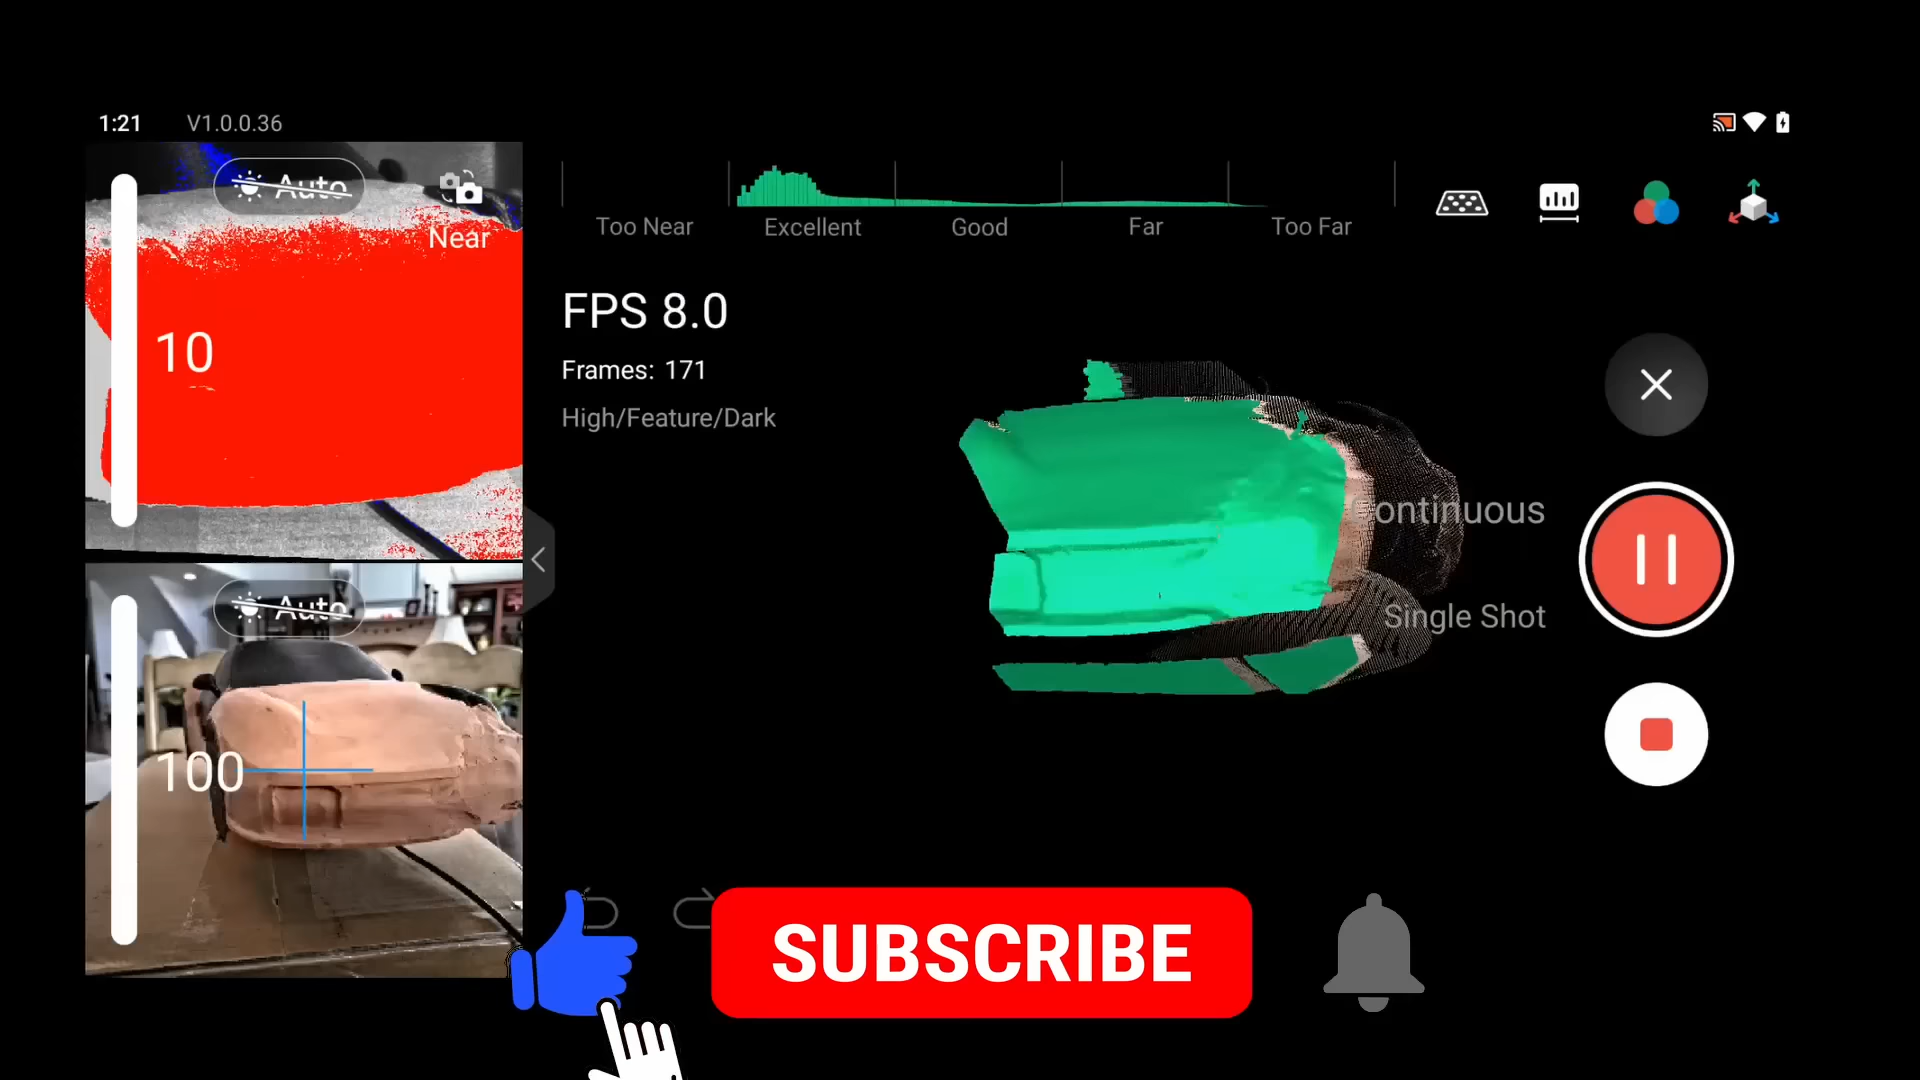 1:21 V1.0.0.36
Auto
Near
10
Too Near Excellent Good Far Too Far
FPS 8.0
Frames: 171
High/Feature/Dark
Continuous
Single Shot
Auto
100
SUBSCRIBE